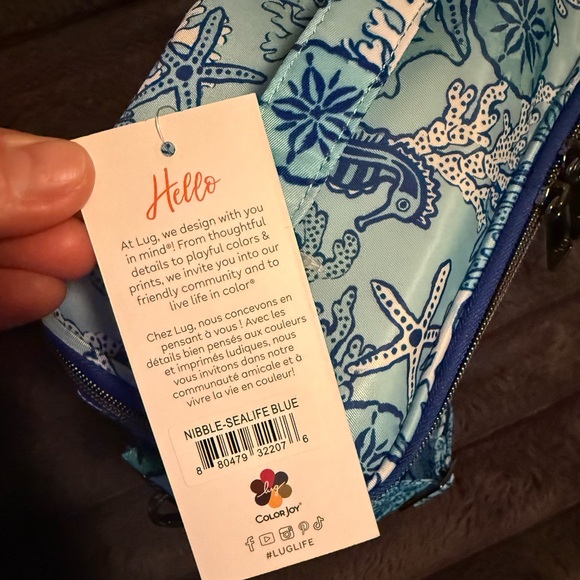 Hello
At Lug, we design with you
in mind®! From thoughtful
details to playful colors &
prints, we invite you into our
friendly community and to
live life in color®
Chez Lug, nous concevons en
pensant à vous ! Avec les
détails bien pensés aux couleurs
et imprimés ludiques, nous
vous invitons dans notre
communauté amicale et à
vivre la vie en couleur!
NIBBLE-SEALIFE BLUE
8 80479 32207 6
lug
COLOR JOY®
#LUGLIFE